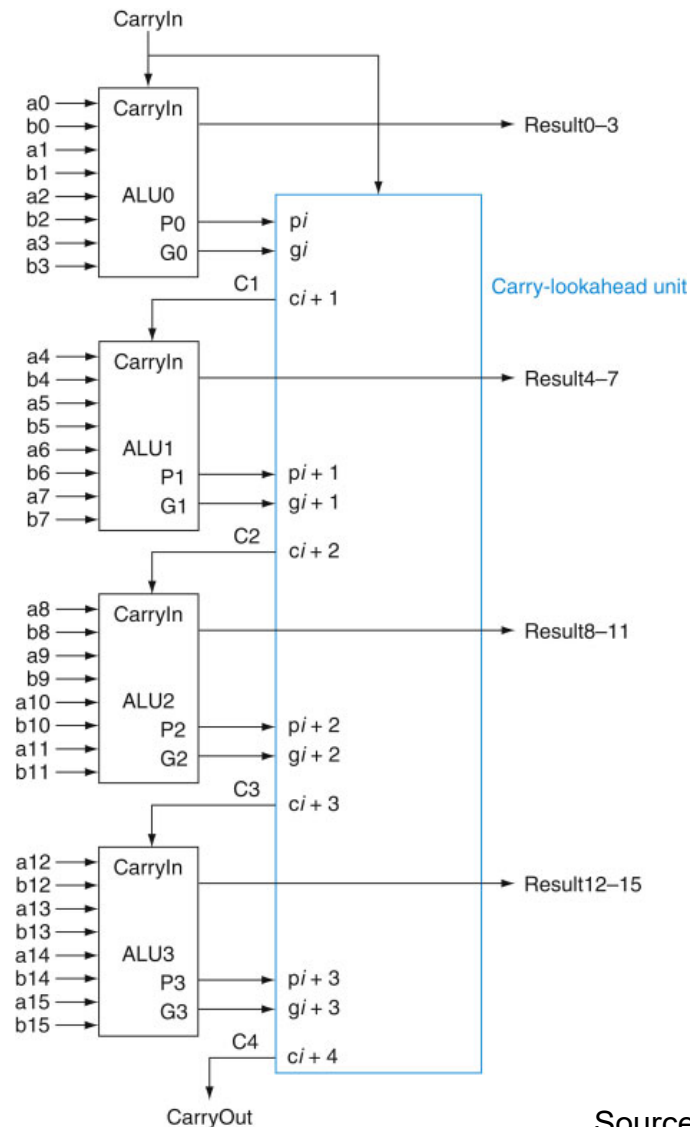 CarryIn
a0
b0
a1
b1
a2
b2
a3
b3
CarryIn
ALU0
P0
G0
Result0–3
pi
gi
C1
ci + 1
Carry-lookahead unit
a4
b4
a5
b5
a6
b6
a7
b7
CarryIn
ALU1
P1
G1
Result4–7
pi + 1
gi + 1
C2
ci + 2
a8
b8
a9
b9
a10
b10
a11
b11
CarryIn
ALU2
P2
G2
Result8–11
pi + 2
gi + 2
C3
ci + 3
a12
b12
a13
b13
a14
b14
a15
b15
CarryIn
ALU3
P3
G3
Result12–15
pi + 3
gi + 3
C4
ci + 4
CarryOut
Source